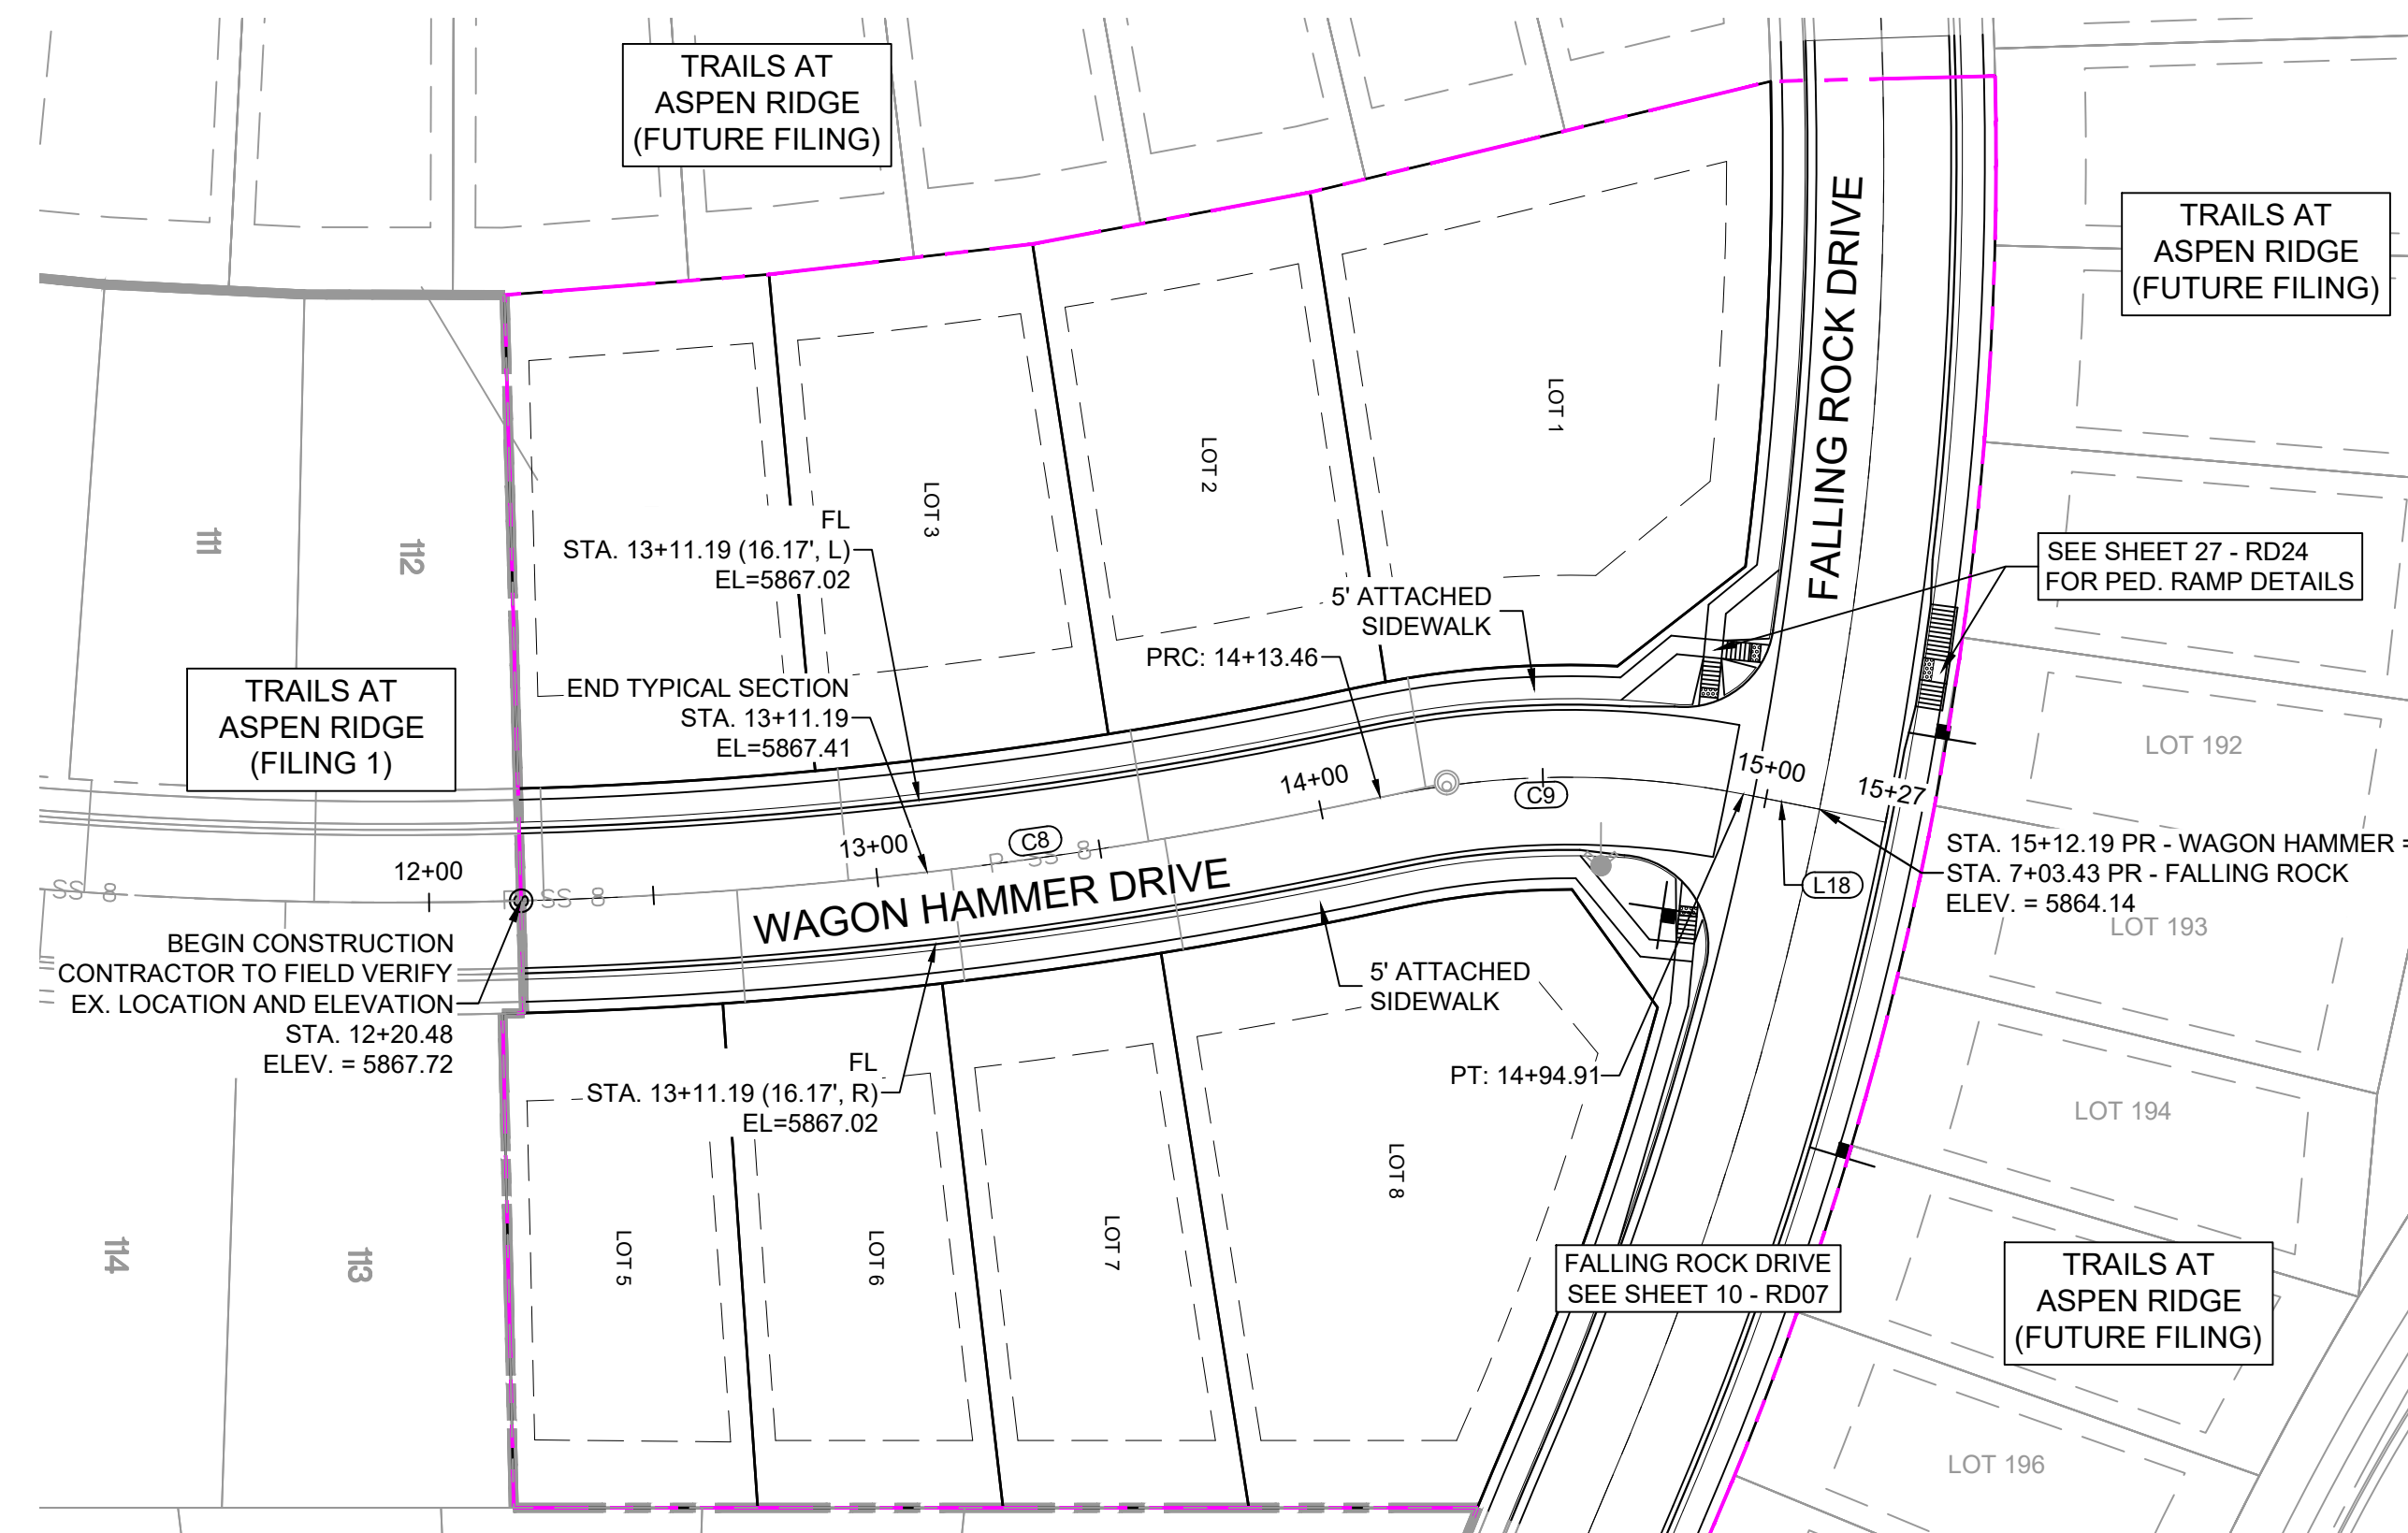 TRAILS AT
ASPEN RIDGE
(FUTURE FILING)
TRAILS AT
ASPEN RIDGE
(FUTURE FILING)
FALLING ROCK DRIVE
LOT 1
LOT 2
LOT 3
111
112
FL
STA. 13+11.19 (16.17', L)
EL=5867.02
SEE SHEET 27 - RD24
FOR PED. RAMP DETAILS
5' ATTACHED
SIDEWALK
PRC: 14+13.46
END TYPICAL SECTION
STA. 13+11.19
EL=5867.41
TRAILS AT
ASPEN RIDGE
(FILING 1)
LOT 192
14+00
15+00
15+27
C9
13+00
C8
P SS 8
12+00
SS 8
P SS 8
WAGON HAMMER DRIVE
STA. 15+12.19 PR - WAGON HAMMER =
STA. 7+03.43 PR - FALLING ROCK
ELEV. = 5864.14
L18
LOT 193
BEGIN CONSTRUCTION
CONTRACTOR TO FIELD VERIFY
EX. LOCATION AND ELEVATION
STA. 12+20.48
ELEV. = 5867.72
5' ATTACHED
SIDEWALK
FL
STA. 13+11.19 (16.17', R)
EL=5867.02
PT: 14+94.91
LOT 194
LOT 8
LOT 5
LOT 6
LOT 7
114
113
FALLING ROCK DRIVE
SEE SHEET 10 - RD07
TRAILS AT
ASPEN RIDGE
(FUTURE FILING)
LOT 196